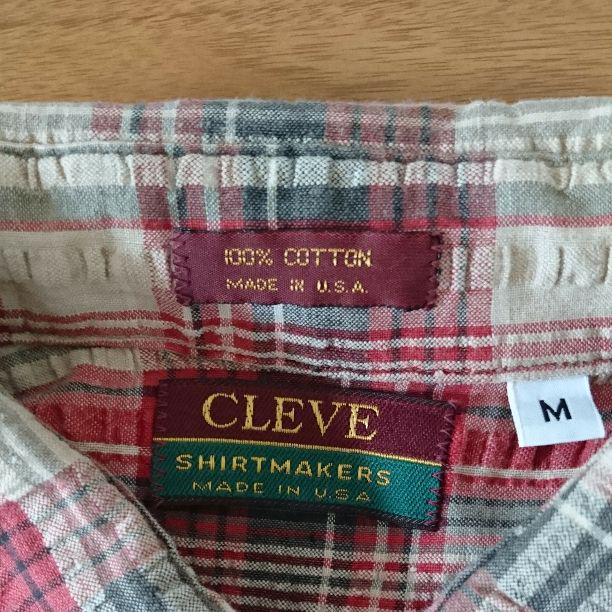 100% COTTON
MADE IN U.S.A.
CLEVE
SHIRTMAKERS
MADE IN U.S.A
M